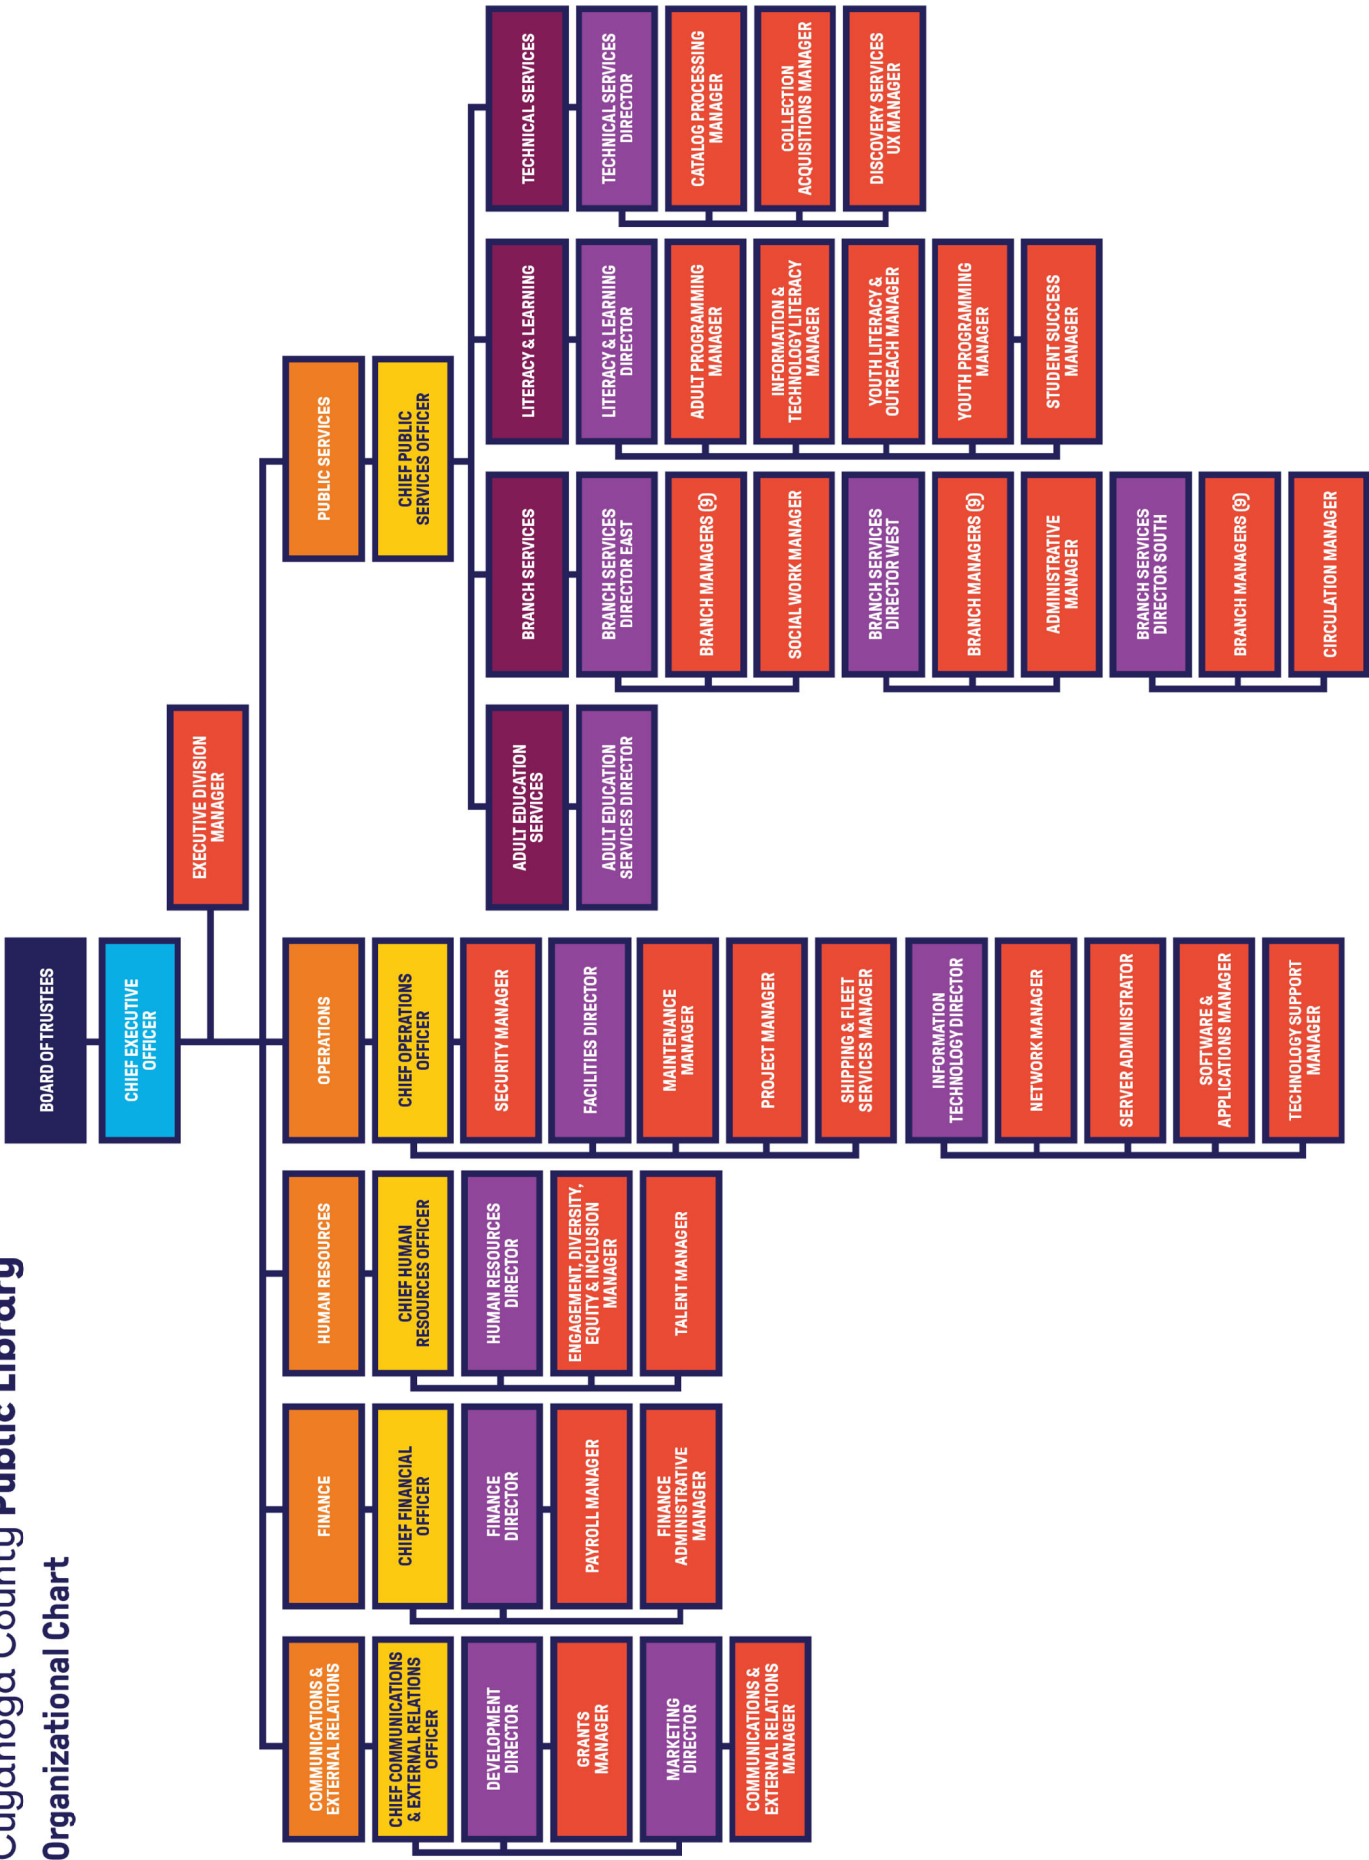 Cuyahoga County Public Library
Organizational Chart
BOARD OF TRUSTEES
CHIEF EXECUTIVE
OFFICER
EXECUTIVE DIVISION
MANAGER
COMMUNICATIONS &
EXTERNAL RELATIONS
CHIEF COMMUNICATIONS
& EXTERNAL RELATIONS
OFFICER
DEVELOPMENT
DIRECTOR
GRANTS
MANAGER
MARKETING
DIRECTOR
COMMUNICATIONS &
EXTERNAL RELATIONS
MANAGER
FINANCE
CHIEF FINANCIAL
OFFICER
FINANCE
DIRECTOR
PAYROLL MANAGER
FINANCE
ADMINISTRATIVE
MANAGER
HUMAN RESOURCES
CHIEF HUMAN
RESOURCES OFFICER
HUMAN RESOURCES
DIRECTOR
ENGAGEMENT, DIVERSITY,
EQUITY & INCLUSION
MANAGER
TALENT MANAGER
OPERATIONS
CHIEF OPERATIONS
OFFICER
SECURITY MANAGER
FACILITIES DIRECTOR
MAINTENANCE
MANAGER
PROJECT MANAGER
SHIPPING & FLEET
SERVICES MANAGER
INFORMATION
TECHNOLOGY DIRECTOR
NETWORK MANAGER
SERVER ADMINISTRATOR
SOFTWARE &
APPLICATIONS MANAGER
TECHNOLOGY SUPPORT
MANAGER
PUBLIC SERVICES
CHIEF PUBLIC
SERVICES OFFICER
ADULT EDUCATION
SERVICES
ADULT EDUCATION
SERVICES DIRECTOR
BRANCH SERVICES
BRANCH SERVICES
DIRECTOR EAST
BRANCH MANAGERS (9)
SOCIAL WORK MANAGER
BRANCH SERVICES
DIRECTOR WEST
BRANCH MANAGERS (9)
ADMINISTRATIVE
MANAGER
BRANCH SERVICES
DIRECTOR SOUTH
BRANCH MANAGERS (9)
CIRCULATION MANAGER
LITERACY & LEARNING
LITERACY & LEARNING
DIRECTOR
ADULT PROGRAMMING
MANAGER
INFORMATION &
TECHNOLOGY LITERACY
MANAGER
YOUTH LITERACY &
OUTREACH MANAGER
YOUTH PROGRAMMING
MANAGER
STUDENT SUCCESS
MANAGER
TECHNICAL SERVICES
TECHNICAL SERVICES
DIRECTOR
CATALOG PROCESSING
MANAGER
COLLECTION
ACQUISITIONS MANAGER
DISCOVERY SERVICES
UX MANAGER